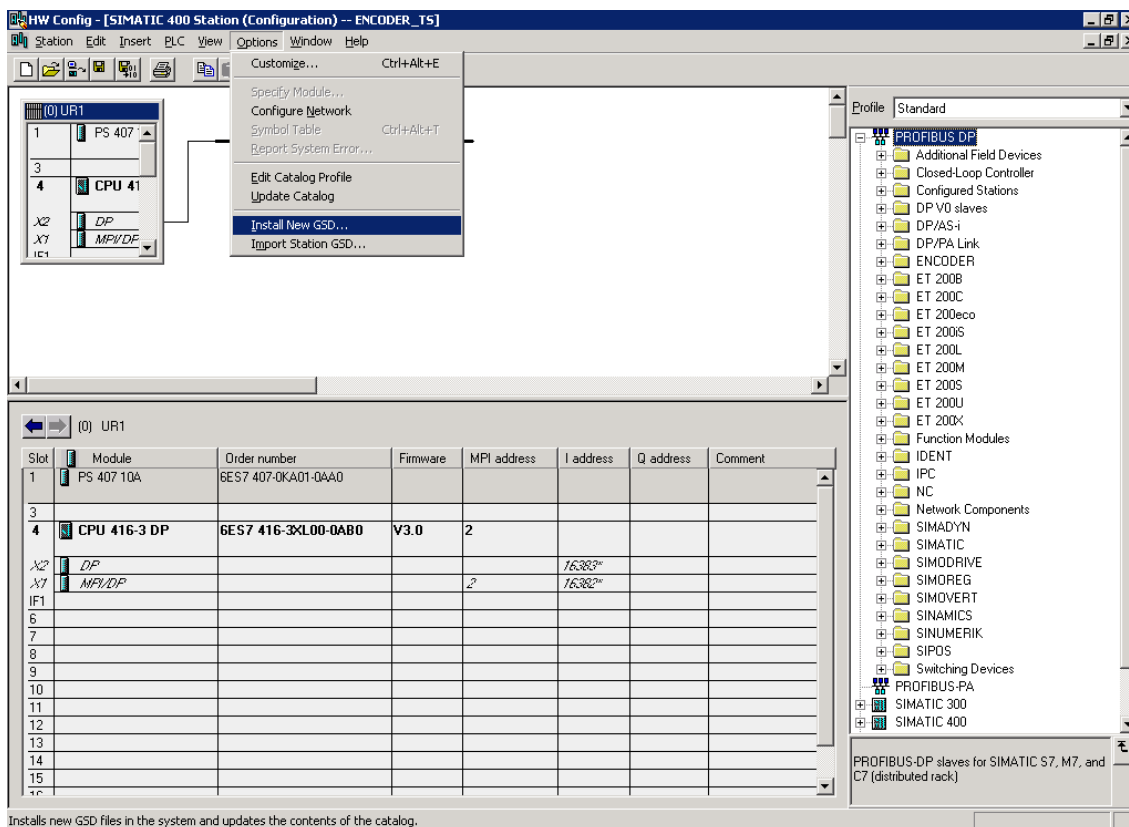 HW Config - [SIMATIC 400 Station (Configuration) -- ENCODER_TS]
Station Edit Insert PLC View Options Window Help
Customize... Ctrl+Alt+E
Specify Module...
Configure Network
Symbol Table Ctrl+Alt+T
Report System Error...
Edit Catalog Profile
Update Catalog
Install New GSD...
Import Station GSD...
(0) UR1
1 PS 407
3
4 CPU 41
X2 DP
X1 MPI/DP
IF1
Profile Standard
PROFIBUS DP
Additional Field Devices
Closed-Loop Controller
Configured Stations
DP V0 slaves
DP/AS-i
DP/PA Link
ENCODER
ET 200B
ET 200C
ET 200eco
ET 200iS
ET 200L
ET 200M
ET 200S
ET 200U
ET 200X
Function Modules
IDENT
IPC
NC
Network Components
SIMADYN
SIMATIC
SIMODRIVE
SIMOREG
SIMOVERT
SINAMICS
SINUMERIK
SIPOS
Switching Devices
PROFIBUS-PA
SIMATIC 300
SIMATIC 400
PROFIBUS-DP slaves for SIMATIC S7, M7, and
C7 (distributed rack)
(0) UR1
Slot Module Order number Firmware MPI address I address Q address Comment
1 PS 407 10A 6ES7 407-0KA01-0AA0
3
4 CPU 416-3 DP 6ES7 416-3XL00-0AB0 V3.0 2
X2 DP 16383*
X1 MPI/DP 2 16382*
IF1
6
7
8
9
10
11
12
13
14
15
16
Installs new GSD files in the system and updates the contents of the catalog.